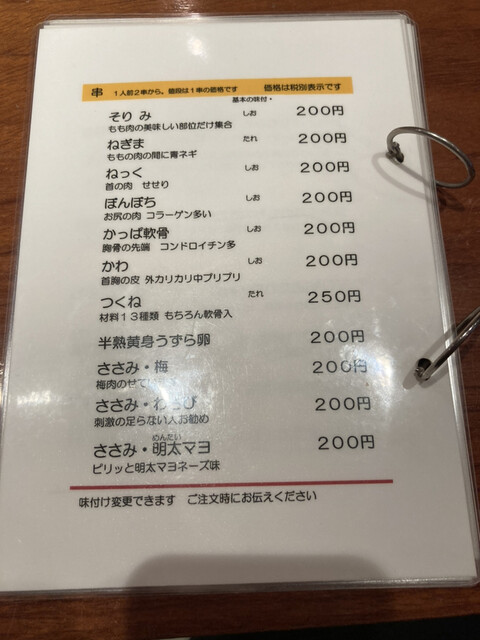 串 1人前2串から。値段は1串の価格です 価格は税別表示です
基本の味付・
そりみ しお 200円
もも肉の美味しい部位だけ集合
ねぎま たれ 200円
ももの肉の間に青ネギ
ねっく しお 200円
首の肉 せせり
ぼんぼち しお 200円
お尻の肉 コラーゲン多い
かっぱ軟骨 しお 200円
胸骨の先端 コンドロイチン多
かわ しお 200円
首胸の皮 外カリカリ中プリプリ
つくね たれ 250円
材料13種類 もちろん軟骨入
半熟黄身うずら卵 200円
ささみ・梅 200円
梅肉のせ
ささみ・わさび 200円
刺激の足らない人お勧め
めんたい
ささみ・明太マヨ 200円
ピリッと明太マヨネーズ味
味付け変更できます ご注文時にお伝えください